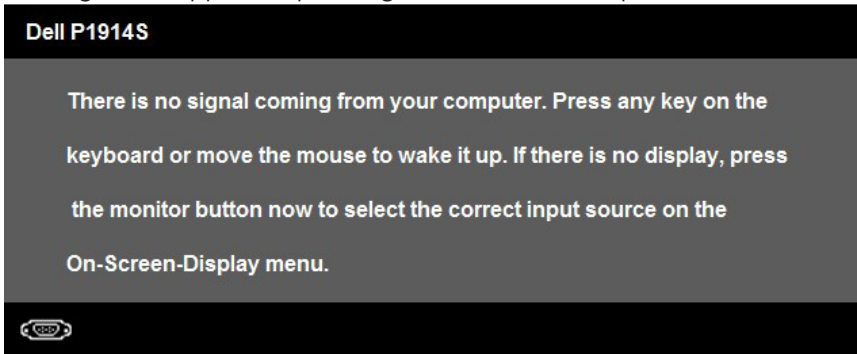 Dell P1914S
There is no signal coming from your computer. Press any key on the
keyboard or move the mouse to wake it up. If there is no display, press
the monitor button now to select the correct input source on the
On-Screen-Display menu.